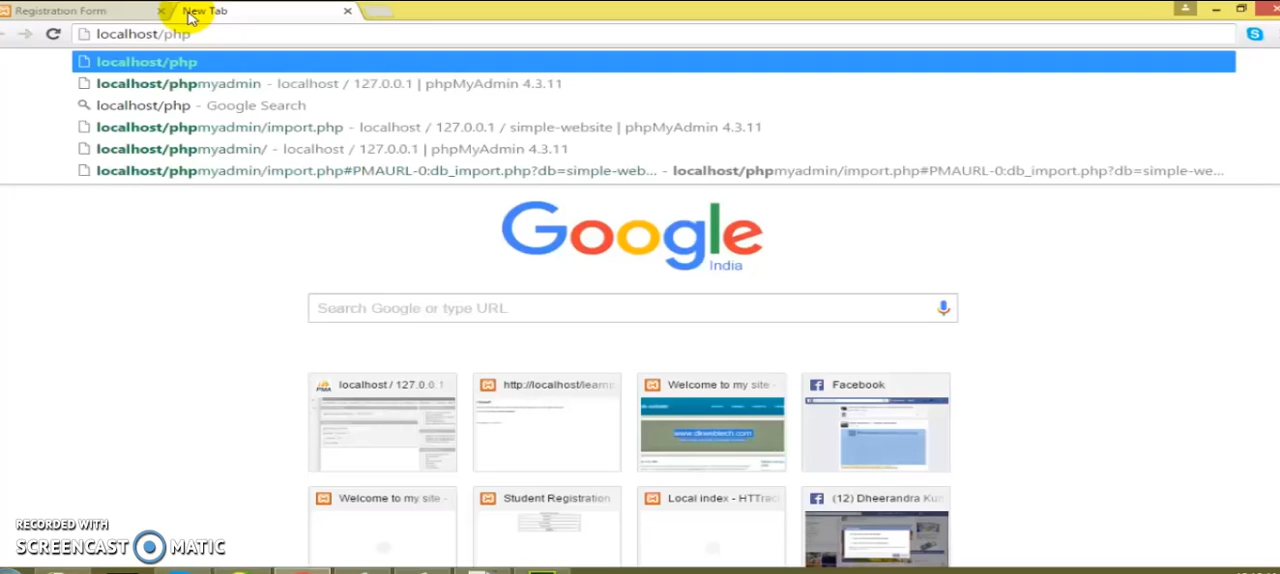 Registration Form
New Tab
localhost/php
localhost/php
localhost/phpmyadmin - localhost / 127.0.0.1 | phpMyAdmin 4.3.11
localhost/php - Google Search
localhost/phpmyadmin/import.php - localhost / 127.0.0.1 / simple-website | phpMyAdmin 4.3.11
localhost/phpmyadmin/ - localhost / 127.0.0.1 | phpMyAdmin 4.3.11
localhost/phpmyadmin/import.php#PMAURL-0:db_import.php?db=simple-web... - localhost/phpmyadmin/import.php#PMAURL-0:db_import.php?db=simple-we...
Google
India
Search Google or type URL
PMA localhost / 127.0.0.1
http://localhost/learn
Welcome to my site -
Facebook
www.dkwebtech.com
Welcome to my site -
Student Registration
Local index - HTTra
(12) Dheerandra Kum
RECORDED WITH
SCREENCAST MATIC